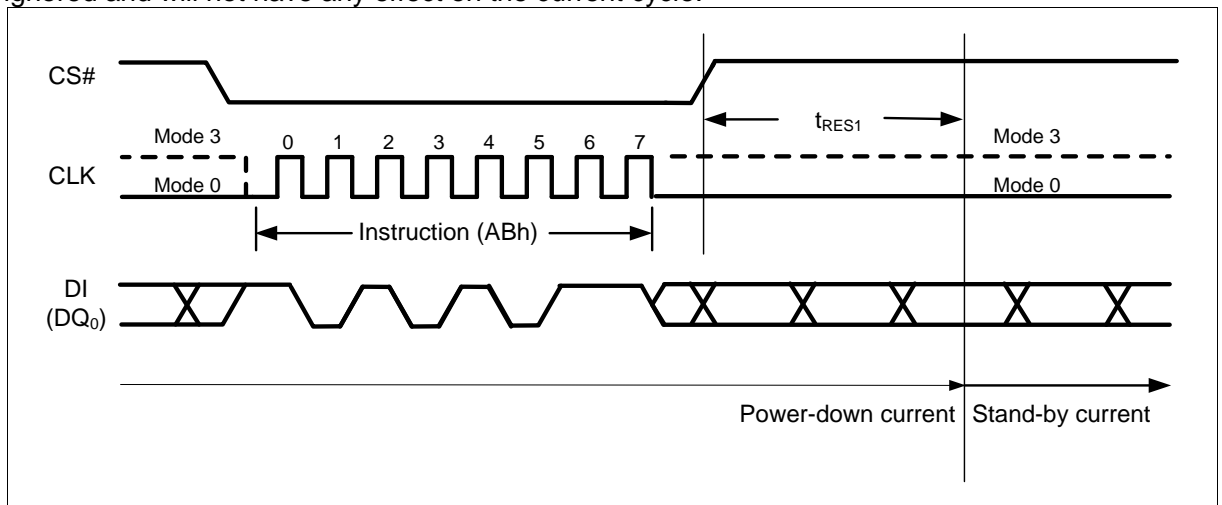 ignored and will not have any effect on the current cycle.
CS#
tRES1
Mode 3
0 1 2 3 4 5 6 7
Mode 3
CLK
Mode 0
Mode 0
Instruction (ABh)
DI
(DQ0)
Power-down current
Stand-by current